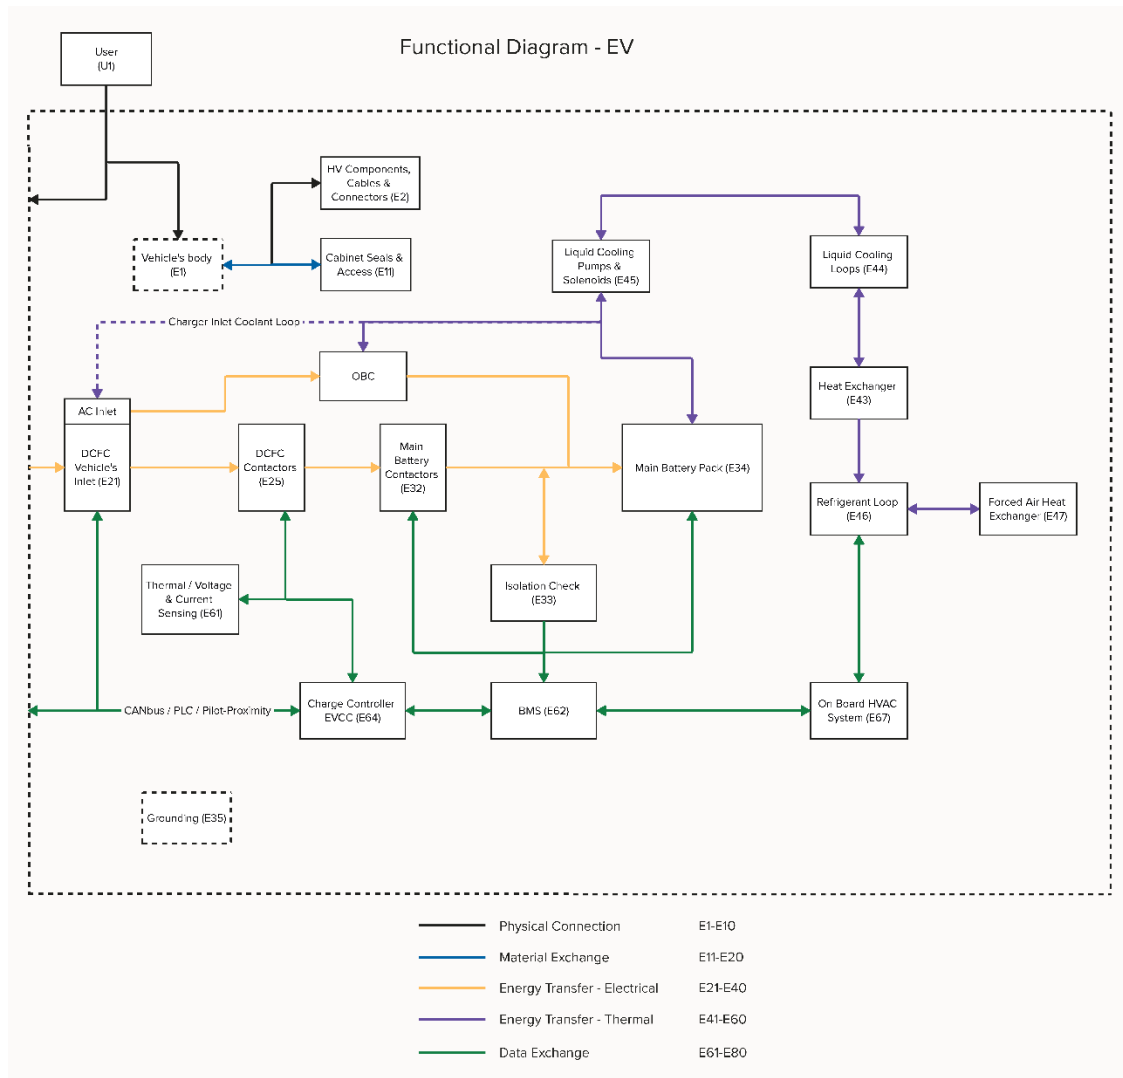 Functional Diagram - EV
User
(U1)
HV Components,
Cables &
Connectors (E2)
Vehicle's body
(E1)
Cabinet Seals &
Access (E11)
Liquid Cooling
Pumps &
Solenoids (E45)
Liquid Cooling
Loops (E44)
Charger Inlet Coolant Loop
OBC
Heat Exchanger
(E43)
AC Inlet
DCFC
Vehicle's
Inlet (E21)
DCFC
Contactors
(E25)
Main
Battery
Contactors
(E32)
Main Battery Pack (E34)
Refrigerant Loop
(E46)
Forced Air Heat
Exchanger (E47)
Thermal / Voltage
& Current
Sensing (E61)
Isolation Check
(E33)
CANbus / PLC / Pilot-Proximity
Charge Controller
EVCC (E64)
BMS (E62)
On Board HVAC
System (E67)
Grounding (E35)
Physical Connection E1-E10
Material Exchange E11-E20
Energy Transfer - Electrical E21-E40
Energy Transfer - Thermal E41-E60
Data Exchange E61-E80